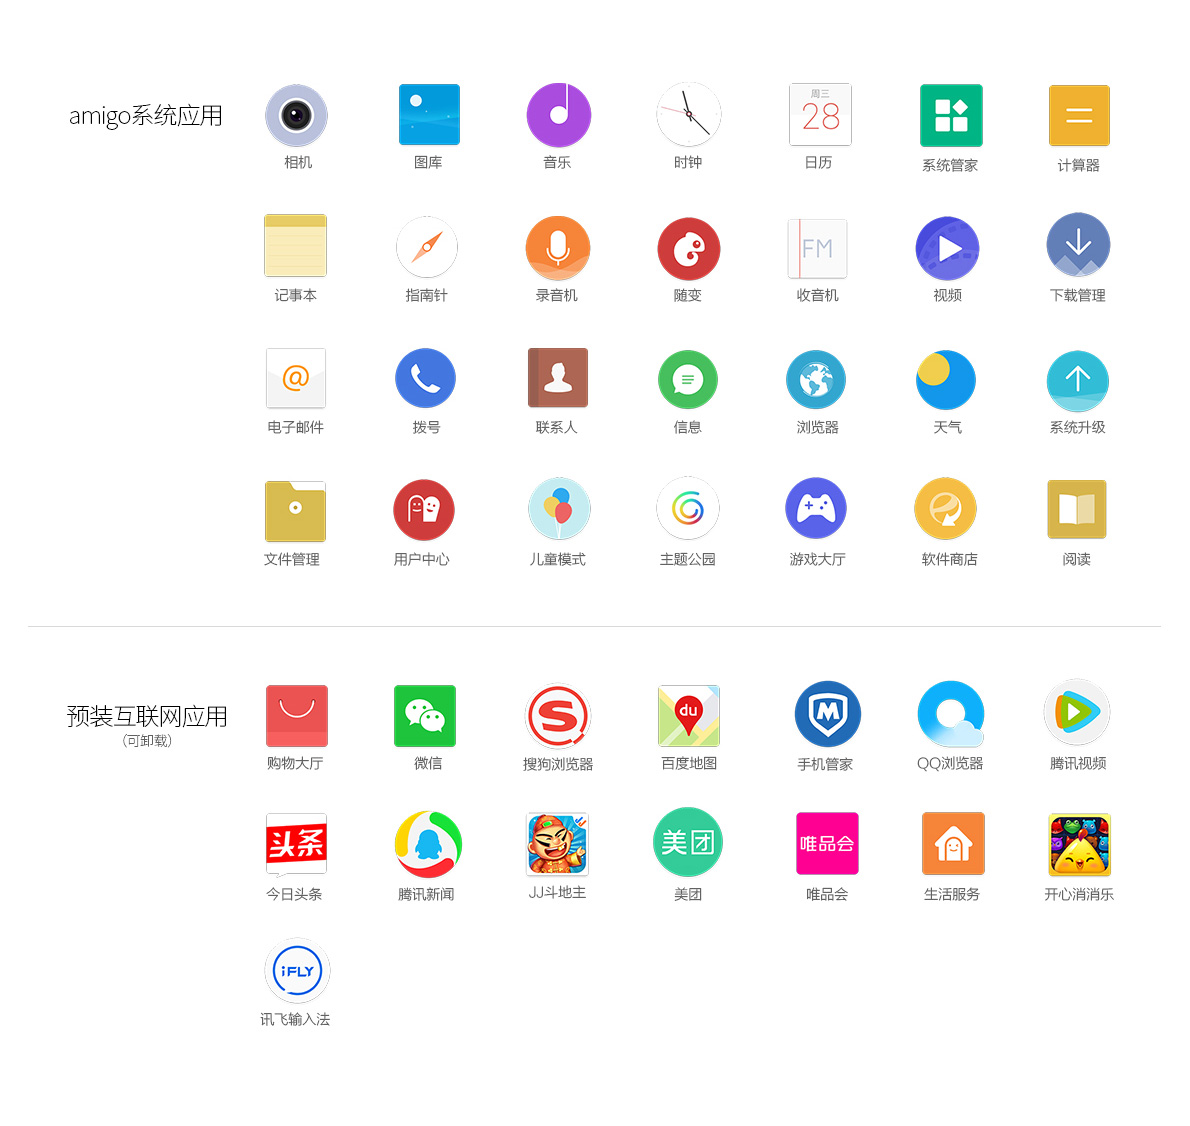 amigo系统应用
周三
28
相机
图库
音乐
时钟
日历
系统管家
计算器
FM
记事本
指南针
录音机
随变
收音机
视频
下载管理
@
电子邮件
拨号
联系人
信息
浏览器
天气
系统升级
文件管理
用户中心
儿童模式
主题公园
游戏大厅
软件商店
阅读
预装互联网应用
(可卸载)
S
du
M
购物大厅
微信
搜狗浏览器
百度地图
手机管家
QQ浏览器
腾讯视频
头条
JJ
美团
唯品会
今日头条
腾讯新闻
JJ斗地主
美团
唯品会
生活服务
开心消消乐
iFLY
讯飞输入法